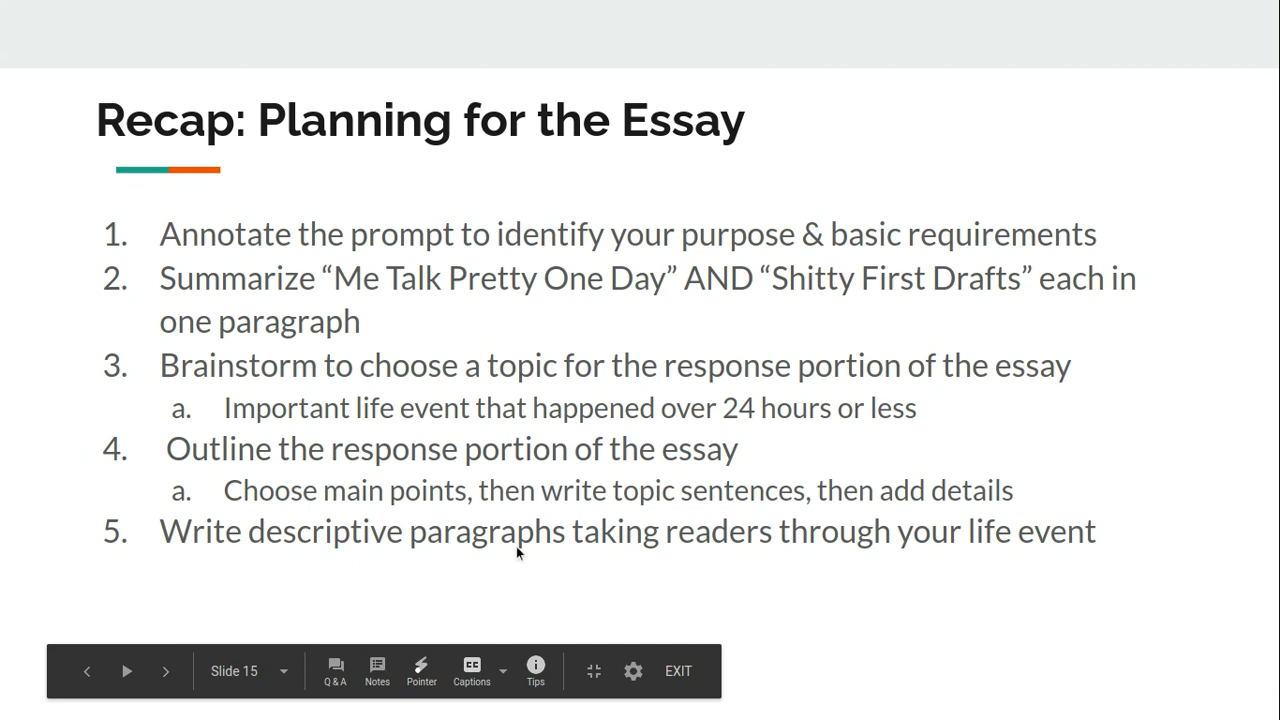 Recap: Planning for the Essay
1. Annotate the prompt to identify your purpose & basic requirements
2. Summarize “Me Talk Pretty One Day” AND “Shitty First Drafts” each in
one paragraph
3. Brainstorm to choose a topic for the response portion of the essay
a. Important life event that happened over 24 hours or less
4. Outline the response portion of the essay
a. Choose main points, then write topic sentences, then add details
5. Write descriptive paragraphs taking readers through your life event
Slide 15 Q & A Notes Pointer CC Captions Tips EXIT